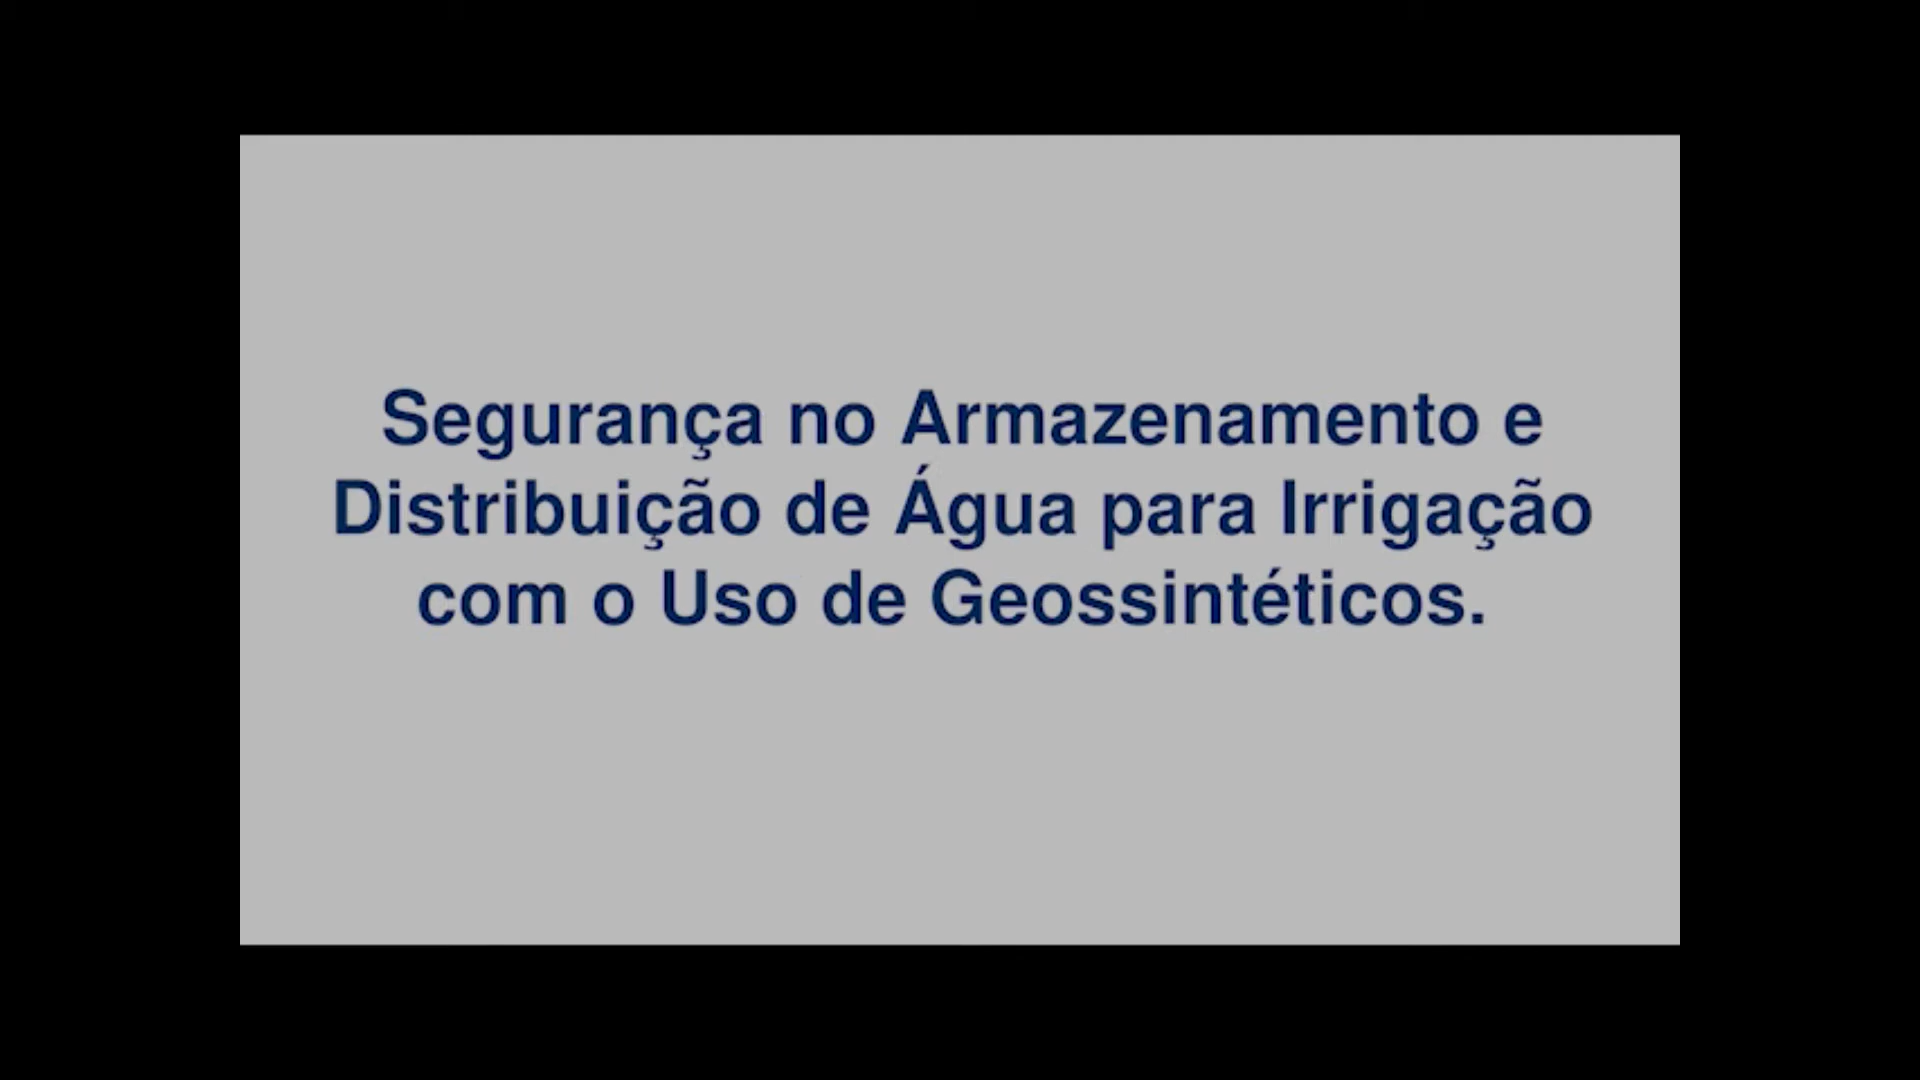 Segurança no Armazenamento e
Distribuição de Água para Irrigação
com o Uso de Geossintéticos.